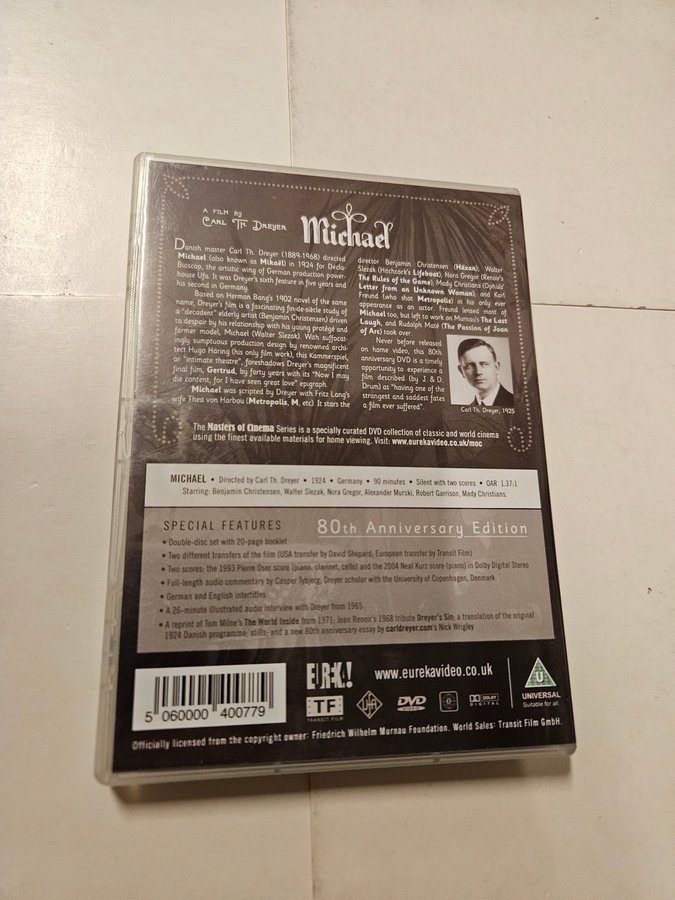 A FILM BY
CARL TH DREYER
Michael
Danish master Carl Th. Dreyer (1889-1968) directed
Michael (also known as Mikaël) in 1924 for Decla-
Bioscop, the artistic wing of German production power-
house Ufa. It was Dreyer's sixth feature in five years and
his second in Germany.
Based on Herman Bang's 1902 novel of the same
name, Dreyer's film is a fascinating fin-de-siècle study of
a "decadent" elderly artist (Benjamin Christensen) driven
to despair by his relationship with his young protégé and
former model, Michael (Walter Slezak). With suffocat-
ingly sumptuous production design by renowned archi-
tect Hugo Häring (his only film work), this Kammerspiel,
or "intimate theatre", foreshadows Dreyer's magnificent
final film, Gertrud, by forty years with its "Now I may
die content, for I have seen great love" epigraph.
Michael was scripted by Dreyer with Fritz Lang's
wife Thea von Harbou (Metropolis, M, etc). It stars the
director Benjamin Christensen (Häxan), Walter
Slezak (Hitchcock's Lifeboat), Nora Gregor (Renoir's
The Rules of the Game), Mady Christians (Ophüls'
Letter from an Unknown Woman), and Karl
Freund (who shot Metropolis) in his only ever
appearance as an actor. Freund lensed most of
Michael too, but left to work on Murnau's The Last
Laugh, and Rudolph Maté (The Passion of Joan
of Arc) took over.
Never before released
on home video, this 80th
anniversary DVD is a timely
opportunity to experience a
film described (by J. & D.
Drum) as "having one of the
strangest and saddest fates
a film ever suffered".
Carl Th. Dreyer, 1925
The Masters of Cinema Series is a specially curated DVD collection of classic and world cinema
using the finest available materials for home viewing. Visit: www.eurekavideo.co.uk/moc
MICHAEL • Directed by Carl Th. Dreyer • 1924 • Germany • 90 minutes • Silent with two scores • OAR 1.37:1
Starring: Benjamin Christensen, Walter Slezak, Nora Gregor, Alexander Murski, Robert Garrison, Mady Christians.
SPECIAL FEATURES
80th Anniversary Edition
• Double-disc set with 20-page booklet
• Two different transfers of the film (USA transfer by David Shepard; European transfer by Transit Film)
• Two scores: the 1993 Pierre Oser score (piano, clarinet, cello) and the 2004 Neal Kurz score (piano) in Dolby Digital Stereo
• Full-length audio commentary by Casper Tybjerg, Dreyer scholar with the University of Copenhagen, Denmark
• German and English intertitles
• A 26-minute illustrated audio interview with Dreyer from 1965
• A reprint of Tom Milne's The World Inside from 1971; Jean Renoir's 1968 tribute Dreyer's Sin; a translation of the original
1924 Danish programme; stills; and a new 80th anniversary essay by carldreyer.com's Nick Wrigley
5 060000 400779
EUREKA!
www.eurekavideo.co.uk
TF
TRANSIT FILM
UfA
DVD
VIDEO
0
DOLBY
DIGITAL
U
UNIVERSAL
Suitable for all
Officially licensed from the copyright owner: Friedrich Wilhelm Murnau Foundation. World Sales: Transit Film GmbH.